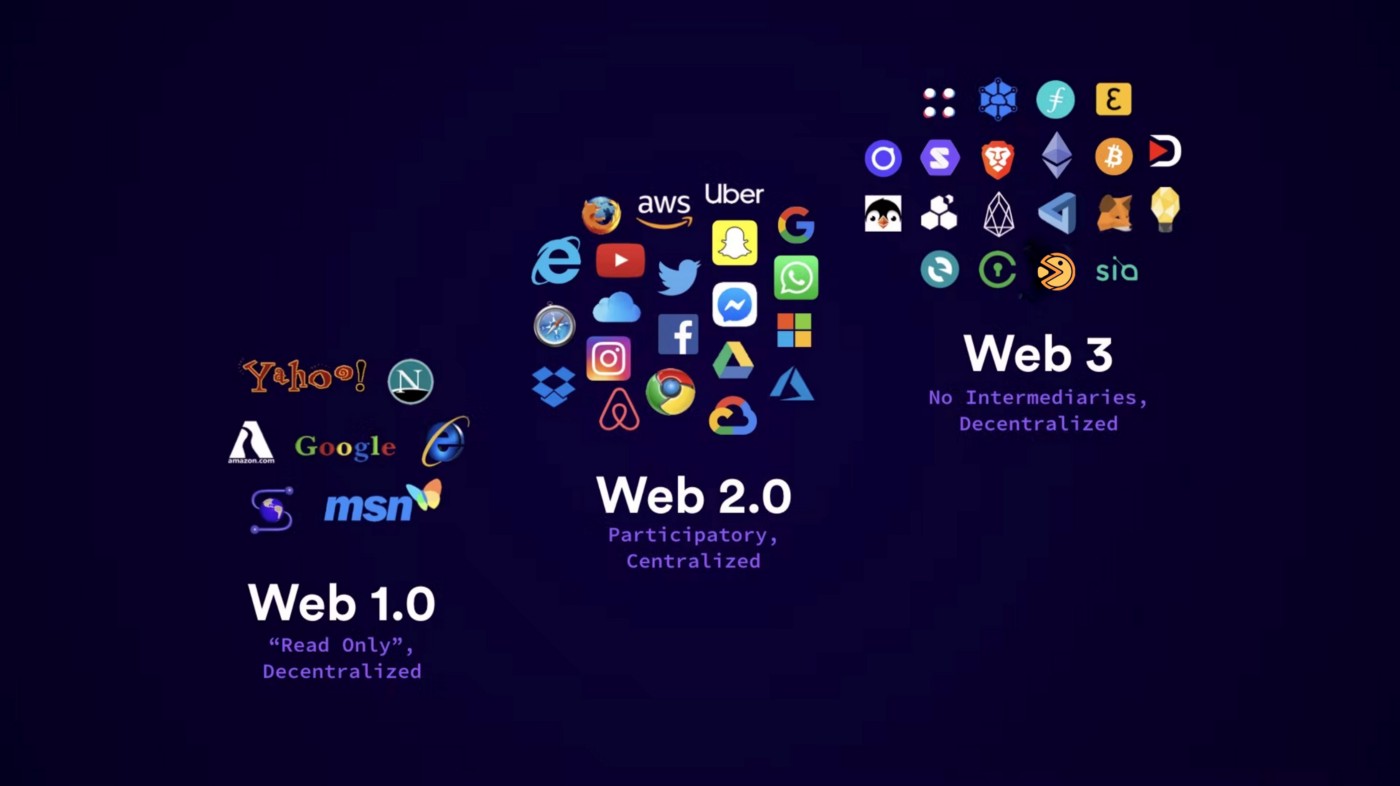 aws
Uber
f
Yahoo!
N
amazon.com
Google
e
msn
Web 1.0
“Read Only”,
Decentralized
e
G
f
Web 2.0
Participatory,
Centralized
S
B
sia
Web 3
No Intermediaries,
Decentralized